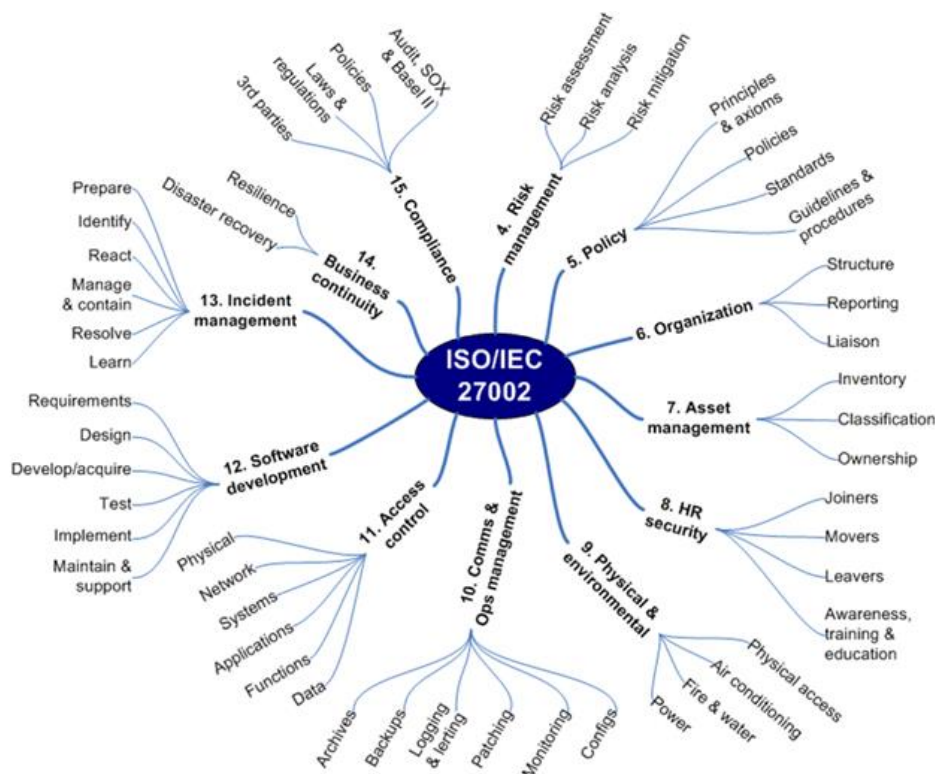 ISO/IEC
27002
4. Risk
management
Risk assessment
Risk analysis
Risk mitigation
5. Policy
Principles
& axioms
Policies
Standards
Guidelines &
procedures
6. Organization
Structure
Reporting
Liaison
7. Asset
management
Inventory
Classification
Ownership
8. HR
security
Joiners
Movers
Leavers
Awareness,
training &
education
9. Physical &
environmental
Physical access
Air conditioning
Fire & water
Power
10. Comms &
Ops management
Configs
Monitoring
Patching
Logging
& lerting
Backups
Archives
11. Access
control
Physical
Network
Systems
Applications
Functions
Data
12. Software
development
Requirements
Design
Develop/acquire
Test
Implement
Maintain &
support
13. Incident
management
Prepare
Identify
React
Manage
& contain
Resolve
Learn
14.
Business
continuity
Resilience
Disaster recovery
15. Compliance
3rd parties
Laws &
regulations
Policies
Audit, SOX
& Basel II